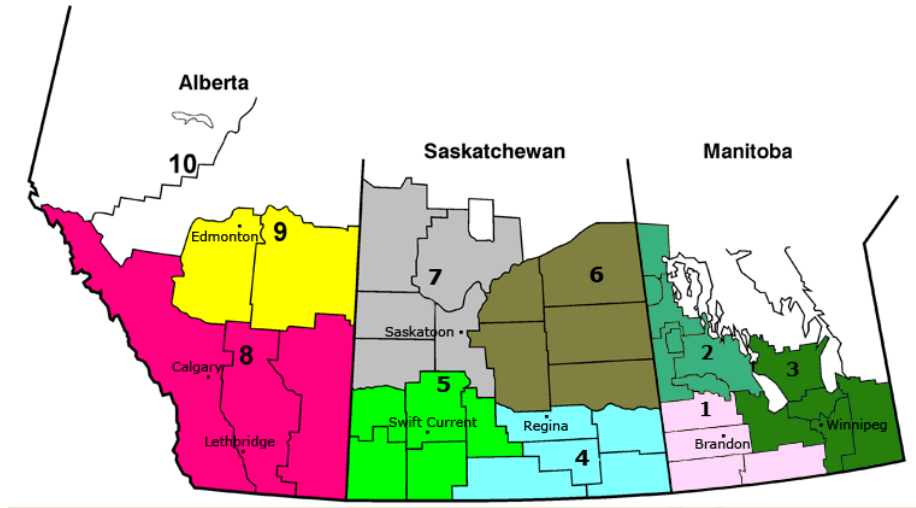 Alberta
Saskatchewan
Manitoba
10
Edmonton
9
7
6
Saskatoon
2
3
Calgary
8
5
1
Swift Current
Regina
Winnipeg
Lethbridge
4
Brandon